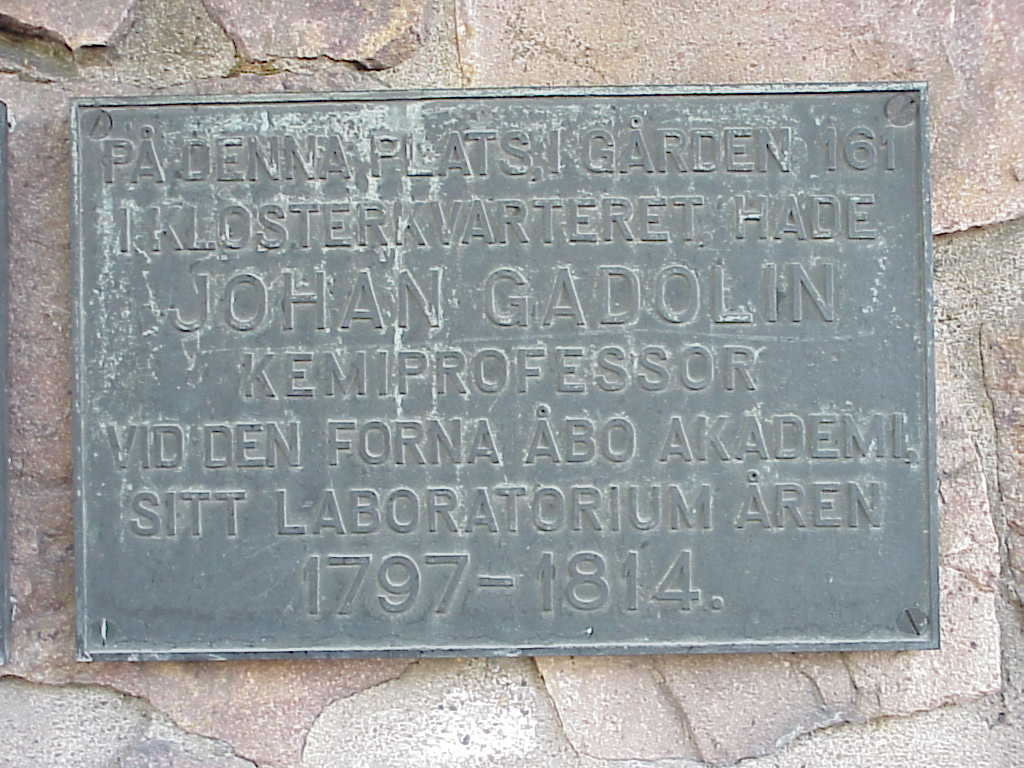 PÅ DENNA PLATS, I GÅRDEN 161
I KLOSTERKVARTERET, HADE
JOHAN GADOLIN
KEMIPROFESSOR
VID DEN FORNA ÅBO AKADEMI,
SITT LABORATORIUM ÅREN
1797-1814.